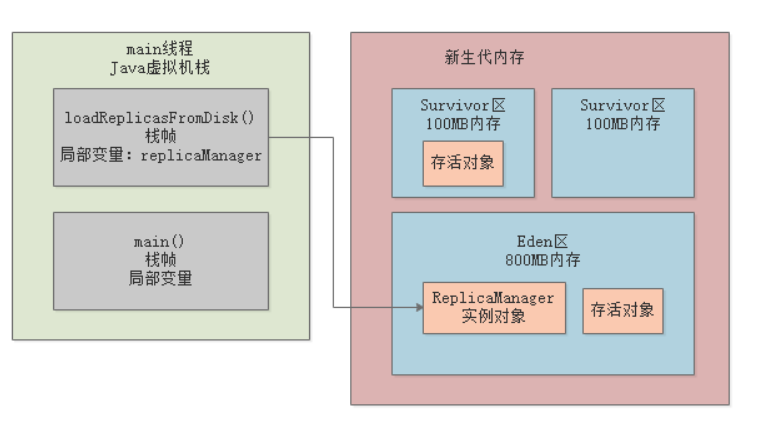 main线程
Java虚拟机栈
loadReplicasFromDisk()
栈帧
局部变量：replicaManager
main()
栈帧
局部变量
新生代内存
Survivor区
100MB内存
存活对象
Survivor区
100MB内存
Eden区
800MB内存
ReplicaManager
实例对象
存活对象